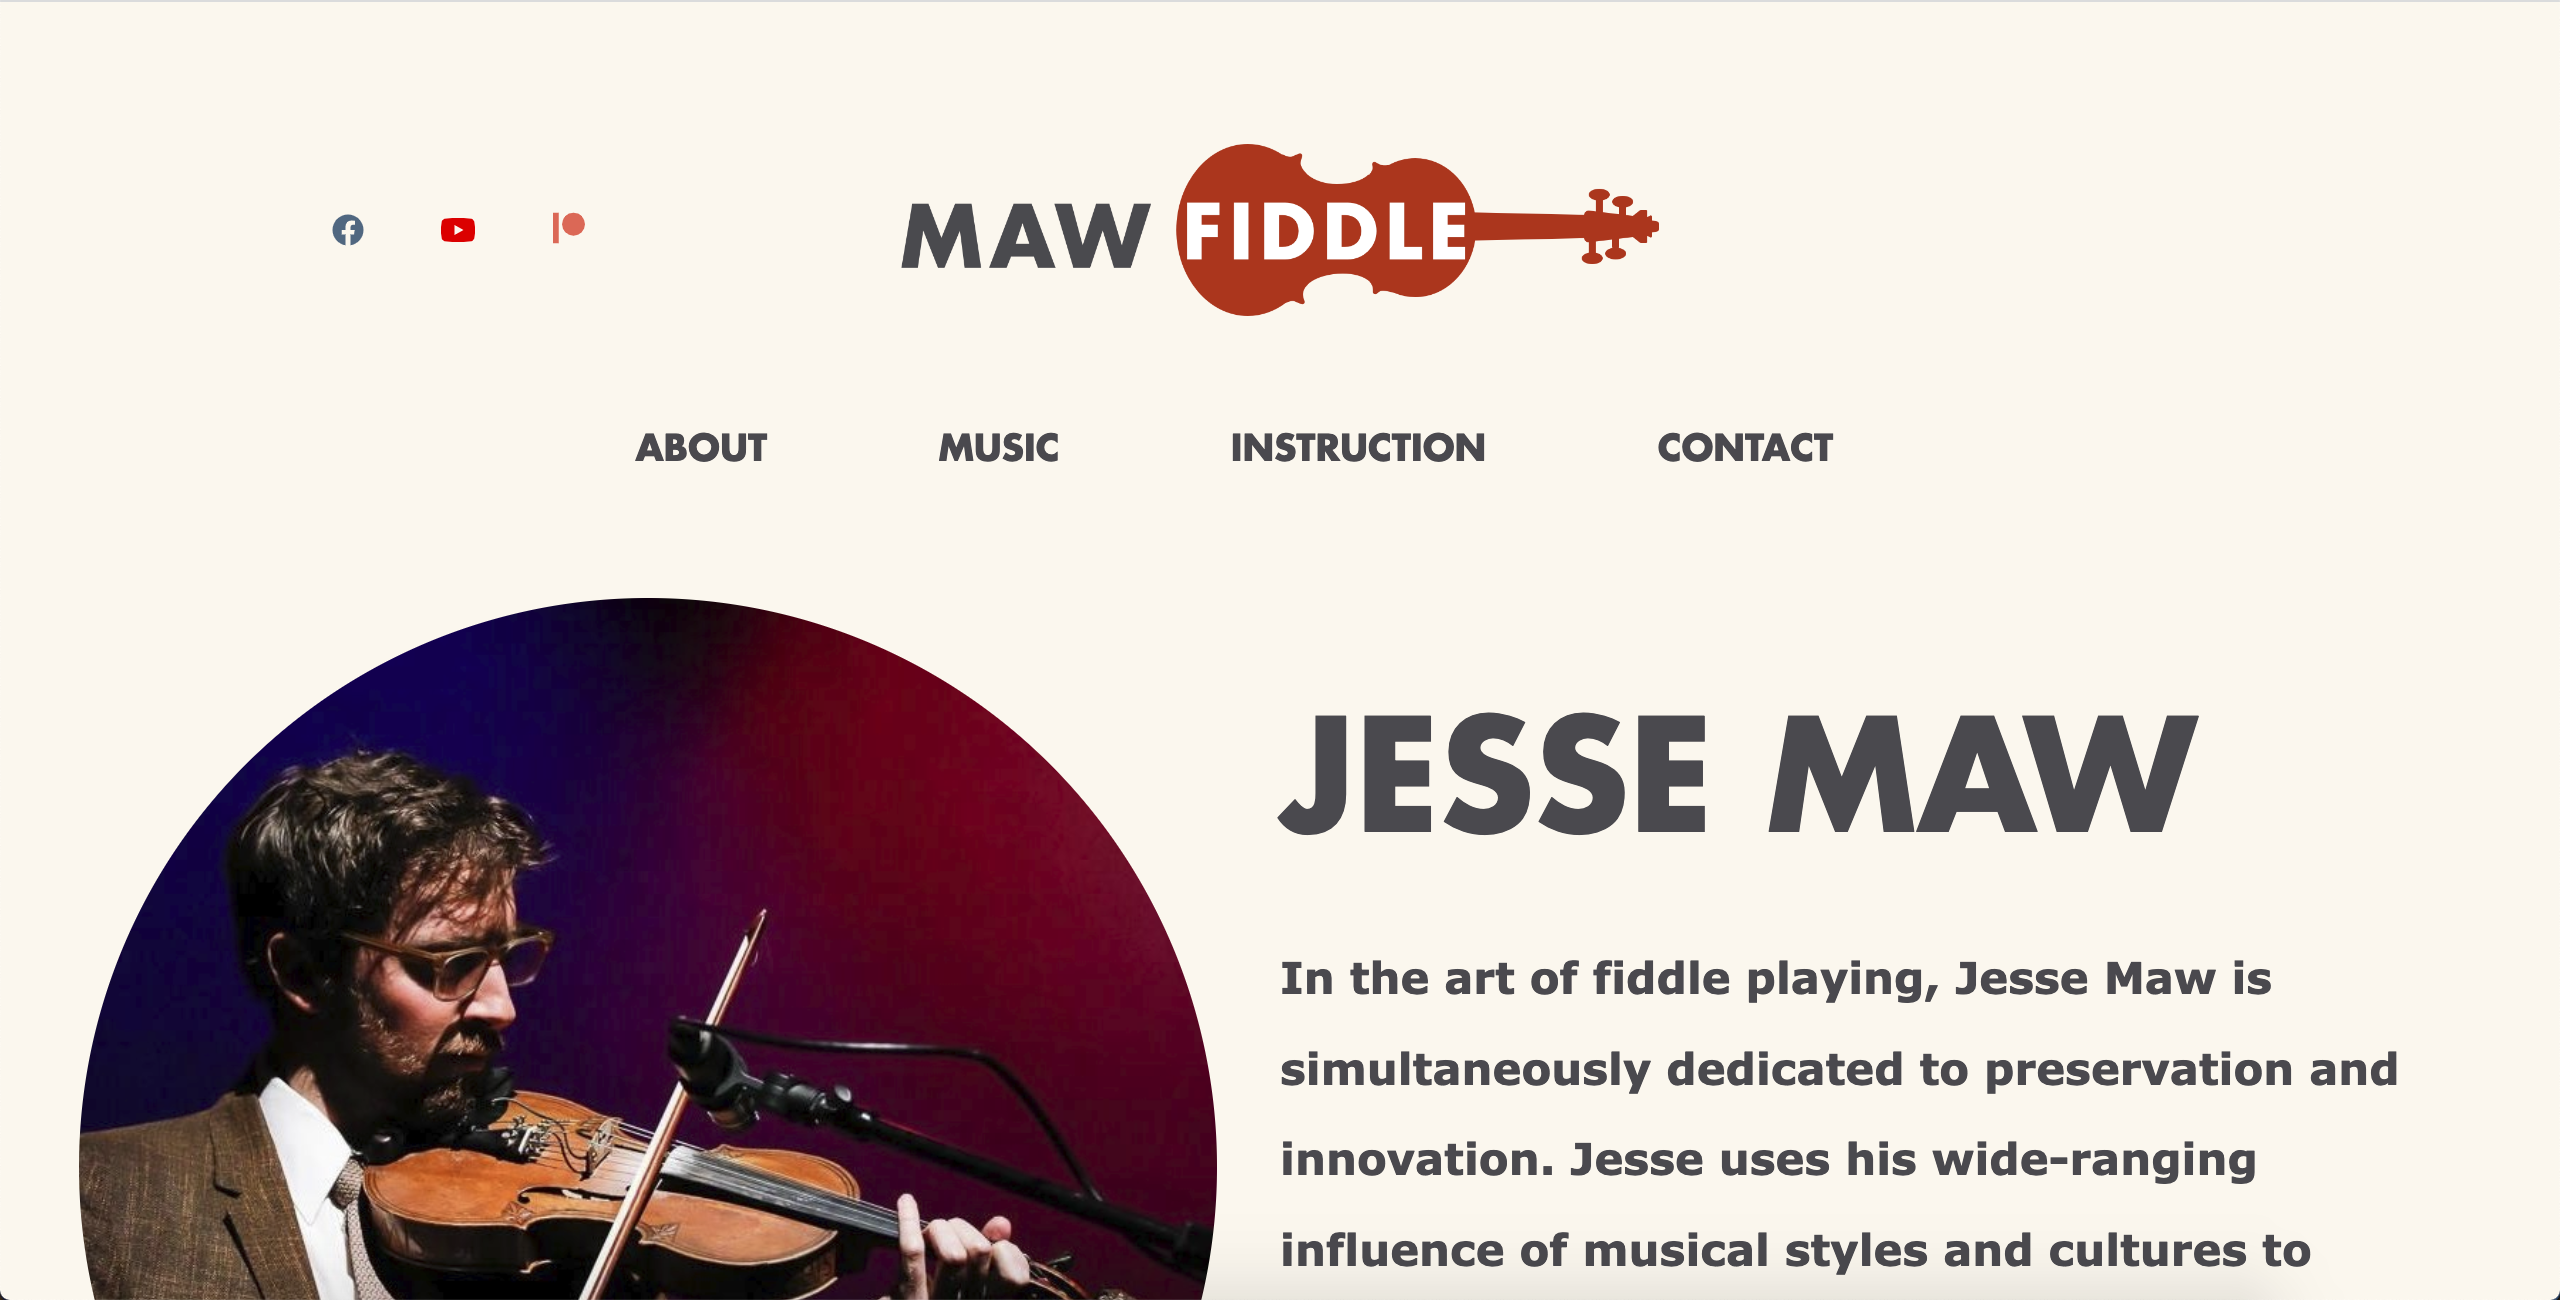 MAW FIDDLE
ABOUT MUSIC INSTRUCTION CONTACT
JESSE MAW
In the art of fiddle playing, Jesse Maw is
simultaneously dedicated to preservation and
innovation. Jesse uses his wide-ranging
influence of musical styles and cultures to